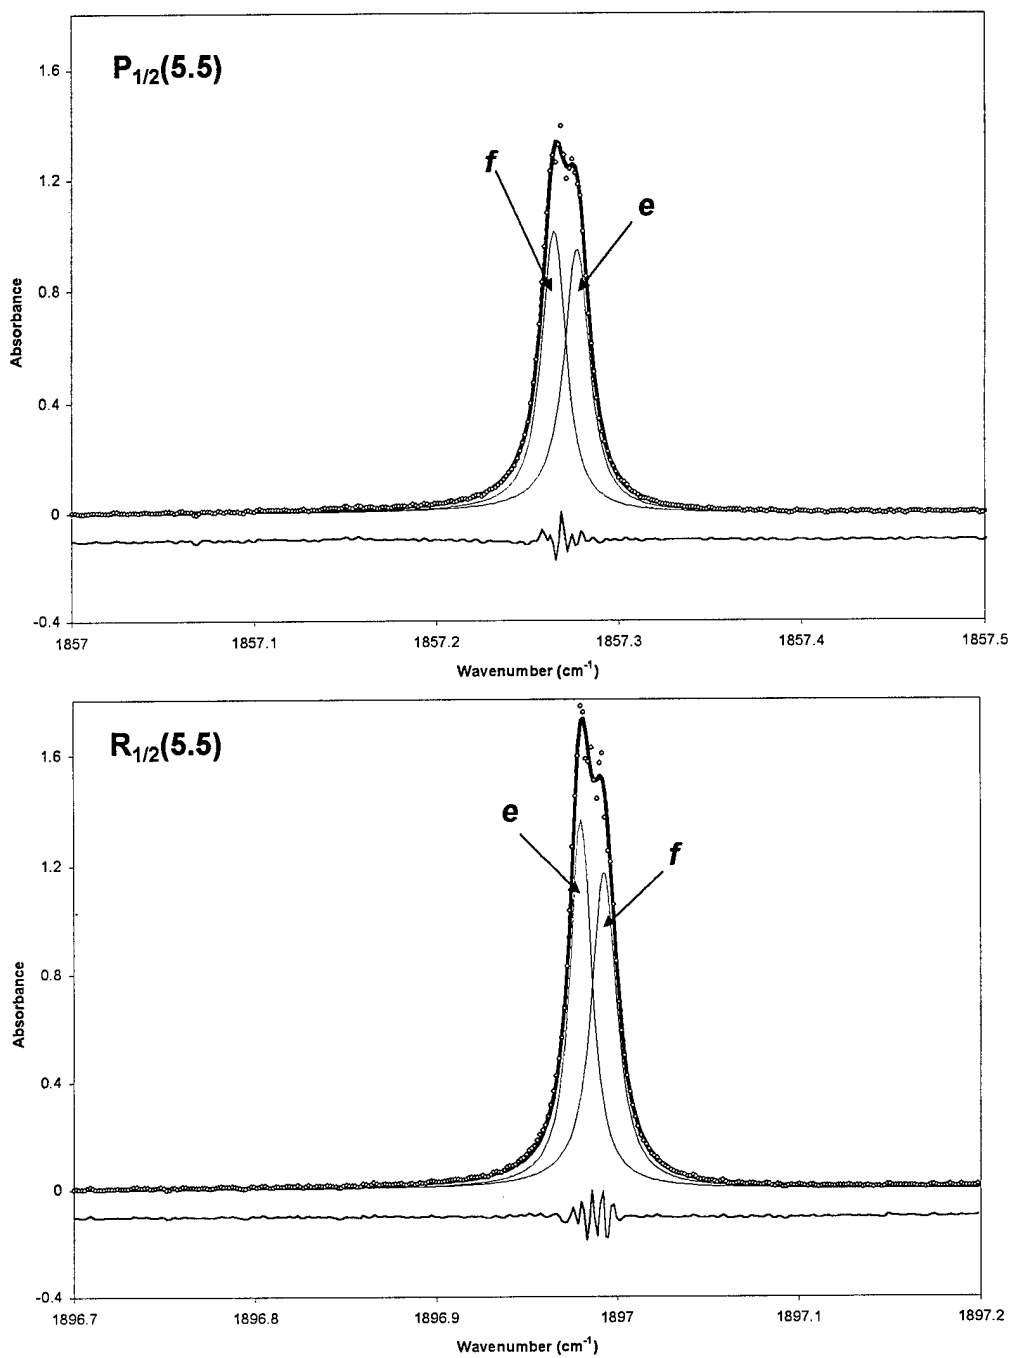 P1/2(5.5)
1.6
f
1.2
e
0.8
Absorbance
0.4
0
-0.4
1857
1857.1
1857.2
1857.3
1857.4
1857.5
Wavenumber (cm-1)
R1/2(5.5)
1.6
e
f
1.2
0.8
Absorbance
0.4
0
-0.4
1896.7
1896.8
1896.9
1897
1897.1
1897.2
Wavenumber (cm-1)